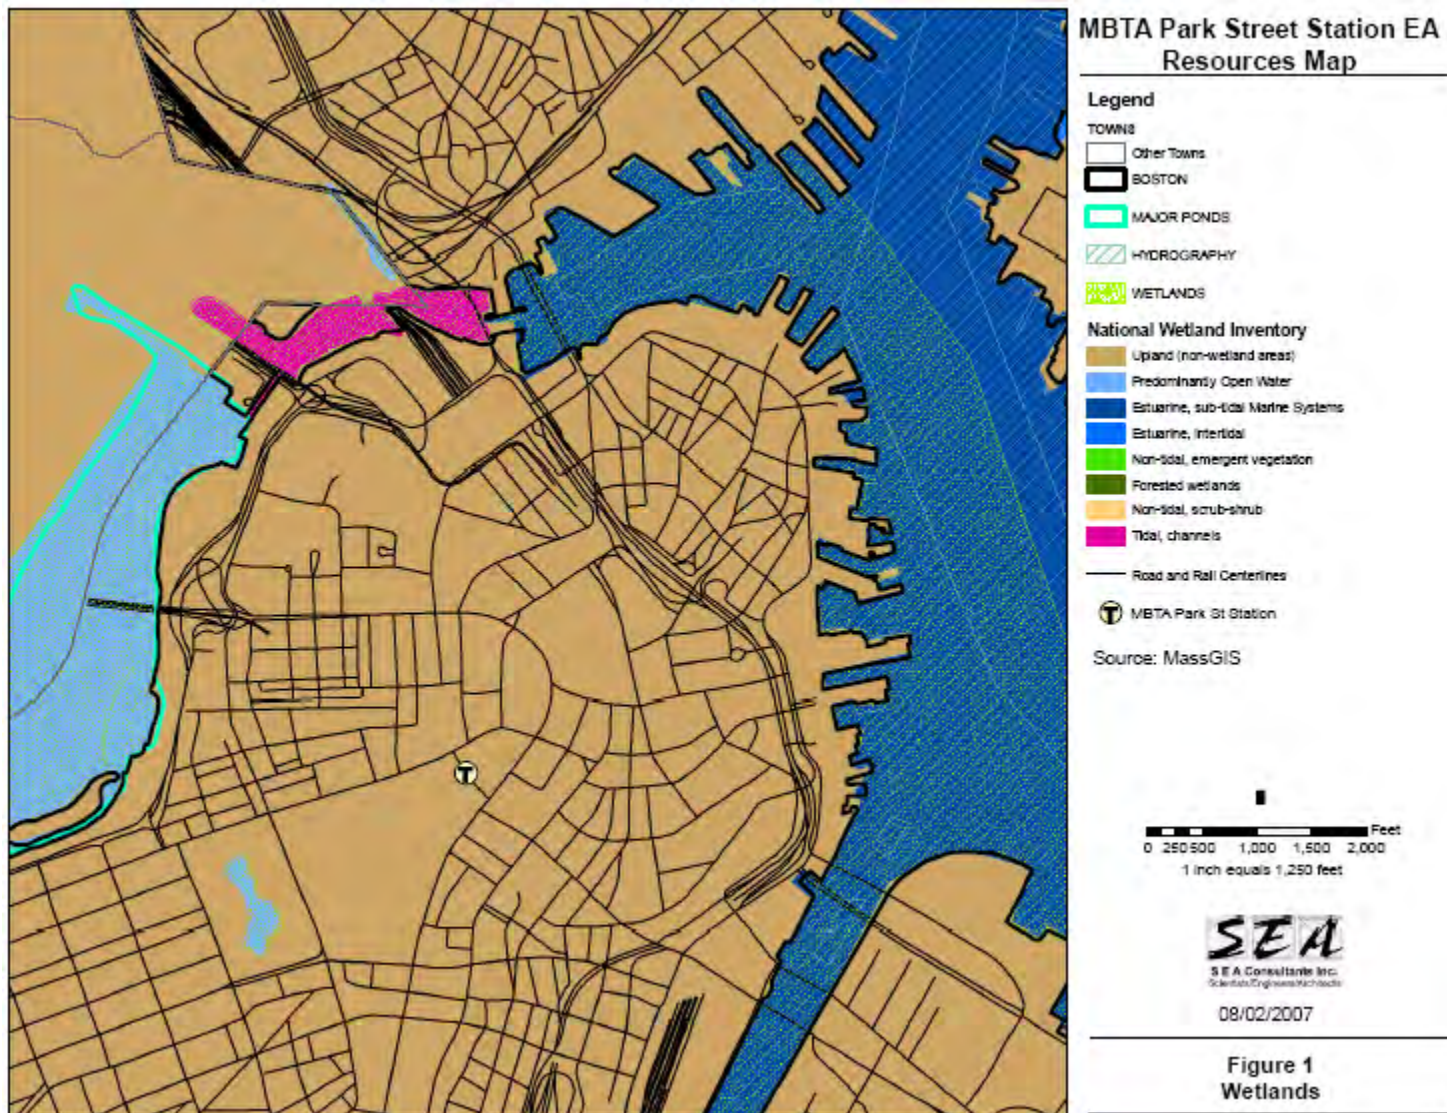 MBTA Park Street Station EA
Resources Map
Legend
TOWNS
Other Towns
BOSTON
MAJOR PONDS
HYDROGRAPHY
WETLANDS
National Wetland Inventory
Upland (non-wetland areas)
Predominantly Open Water
Estuarine, sub-tidal Marine Systems
Estuarine, Intertidal
Non-tidal, emergent vegetation
Forested wetlands
Non-tidal, scrub-shrub
Tidal, channels
Road and Rail Centerlines
T MBTA Park St Station
Source: MassGIS
T
Feet
0 250 500 1,000 1,500 2,000
1 inch equals 1,250 feet
SEA
S E A Consultants Inc.
Scientists/Engineers/Architects
08/02/2007
Figure 1
Wetlands